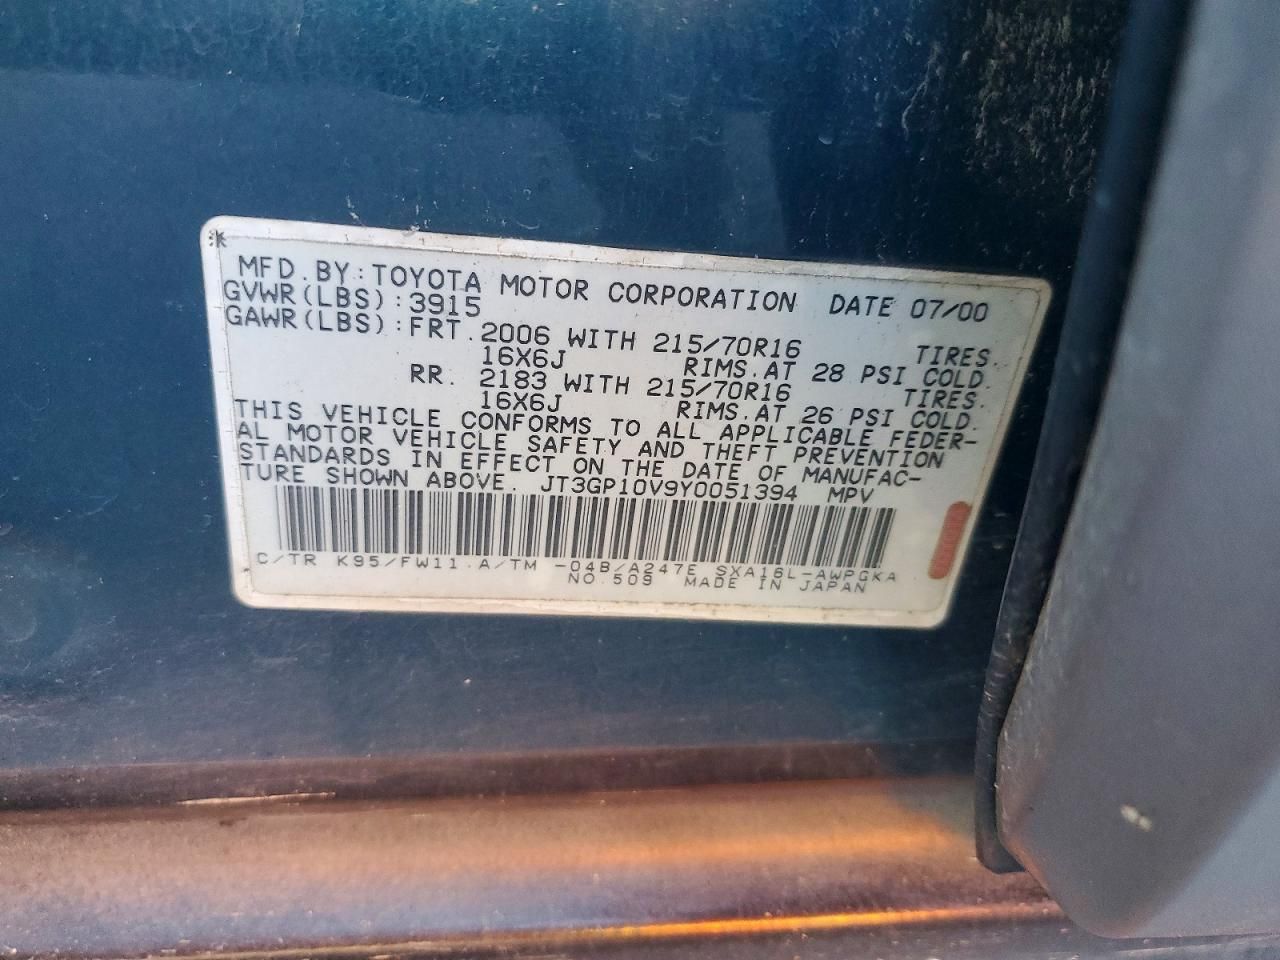 MFD.BY:TOYOTA MOTOR CORPORATION DATE 07/00
GVWR(LBS):3915
GAWR(LBS):FRT.2006 WITH 215/70R16 TIRES.
16X6J RIMS.AT 28 PSI COLD.
RR. 2183 WITH 215/70R16 TIRES.
16X6J RIMS.AT 26 PSI COLD.
THIS VEHICLE CONFORMS TO ALL APPLICABLE FEDER-
AL MOTOR VEHICLE SAFETY AND THEFT PREVENTION
STANDARDS IN EFFECT ON THE DATE OF MANUFAC-
TURE SHOWN ABOVE. JT3GP10V9Y0051394 MPV
C/TR K95/FW11.A/TM -04B/A247E SXA16L-AWPGKA
NO.509 MADE IN JAPAN